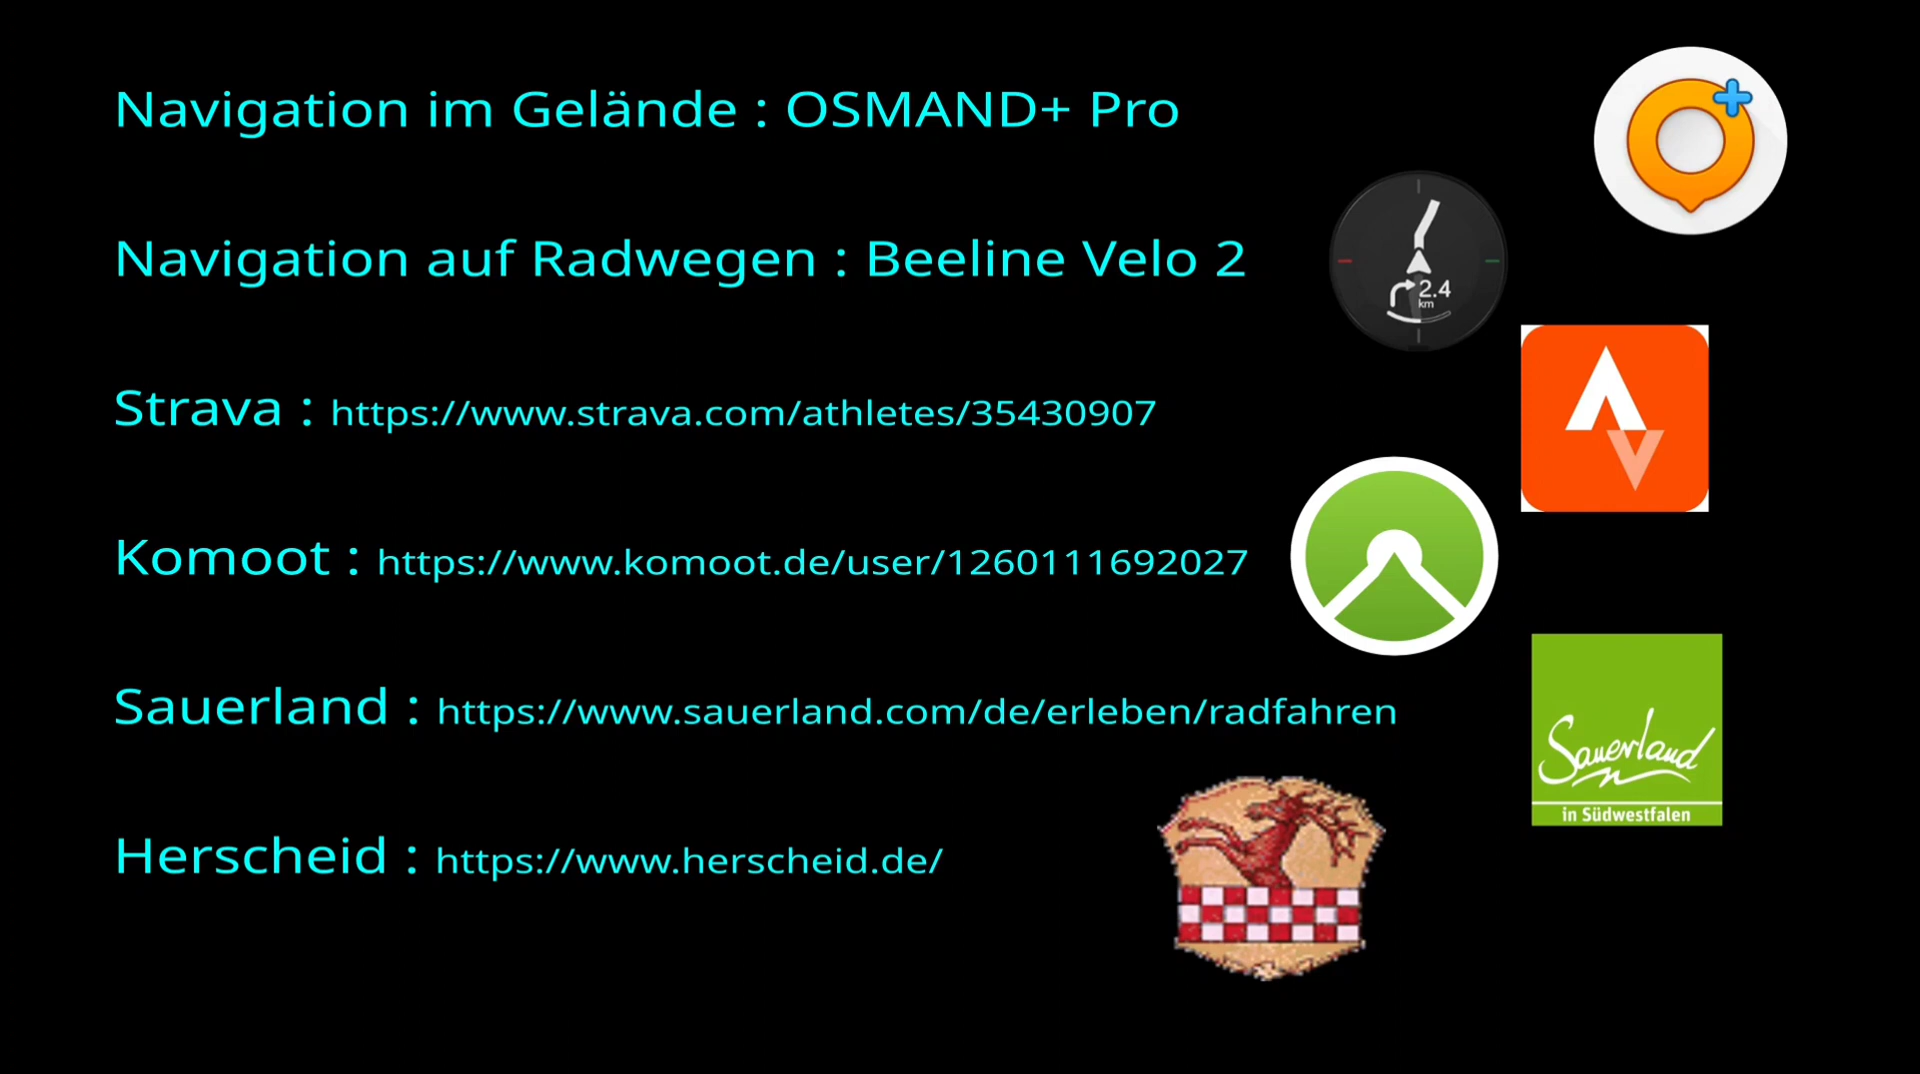 Navigation im Gelände : OSMAND+ Pro
Navigation auf Radwegen : Beeline Velo 2
2.4
km
Strava : https://www.strava.com/athletes/35430907
Komoot : https://www.komoot.de/user/1260111692027
Sauerland : https://www.sauerland.com/de/erleben/radfahren
Sauerland
in Südwestfalen
Herscheid : https://www.herscheid.de/